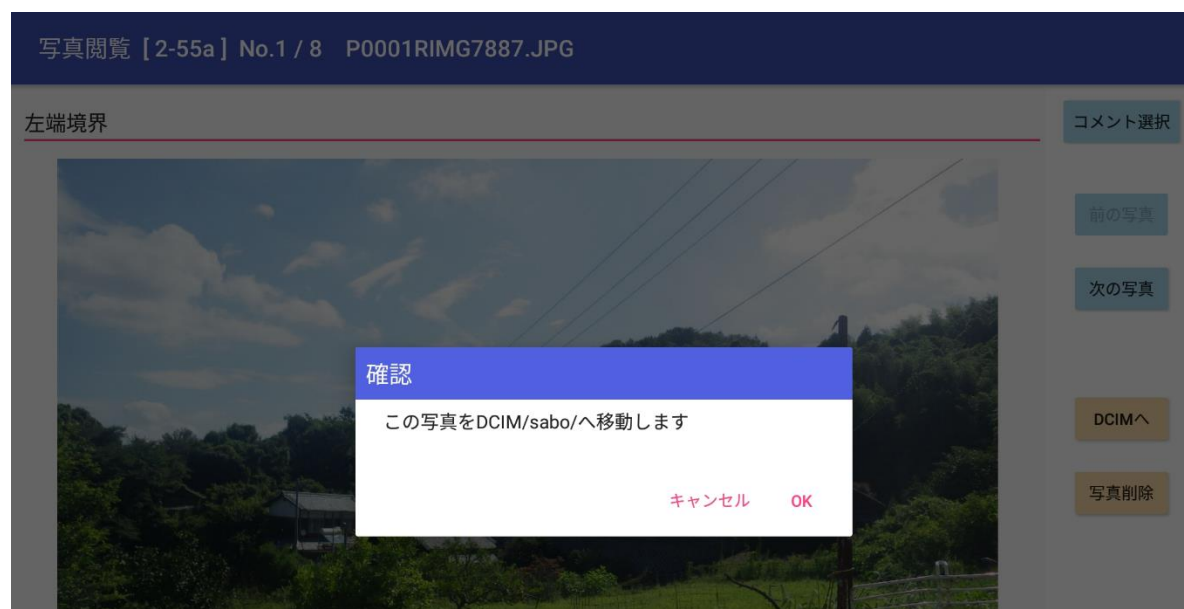 写真閲覧 [ 2-55a ] No.1 / 8 P0001RIMG7887.JPG
左端境界
コメント選択
前の写真
次の写真
確認
この写真をDCIM/sabo/へ移動します
キャンセル OK
DCIMへ
写真削除